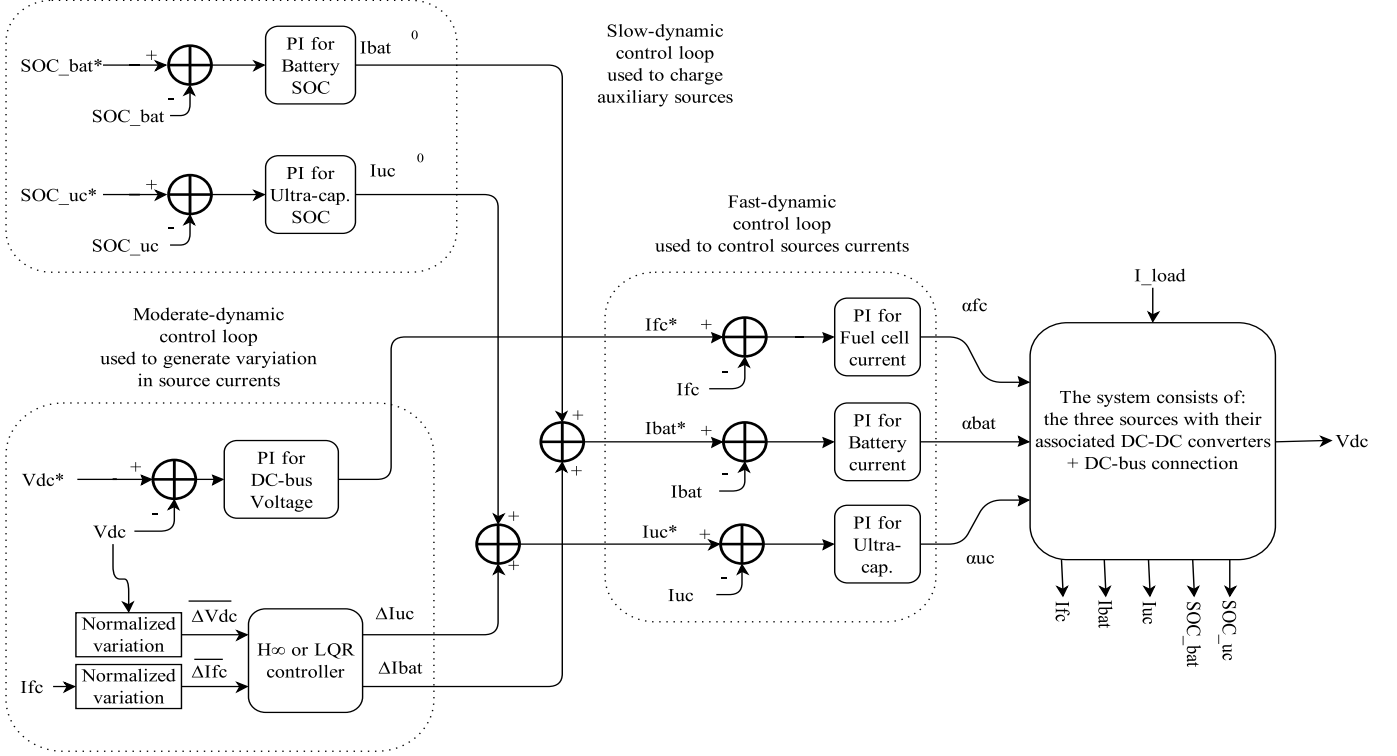 SOC_bat*
+
-
SOC_bat
PI for
Battery
SOC
Ibat 0
SOC_uc*
+
-
SOC_uc
PI for
Ultra-cap.
SOC
Iuc 0
Slow-dynamic
control loop
used to charge
auxiliary sources
Moderate-dynamic
control loop
used to generate varyiation
in source currents
Vdc*
+
-
Vdc
PI for
DC-bus
Voltage
Normalized
variation
ΔVdc
Ifc
Normalized
variation
ΔIfc
H∞ or LQR
controller
ΔIuc
ΔIbat
+
+
+
+
Fast-dynamic
control loop
used to control sources currents
Ifc*
+
-
Ifc
PI for
Fuel cell
current
αfc
Ibat*
+
-
Ibat
PI for
Battery
current
αbat
Iuc*
+
-
Iuc
PI for
Ultra-
cap.
αuc
I_load
The system consists of:
the three sources with their
associated DC-DC converters
+ DC-bus connection
Vdc
Ifc
Ibat
Iuc
SOC_bat
SOC_uc